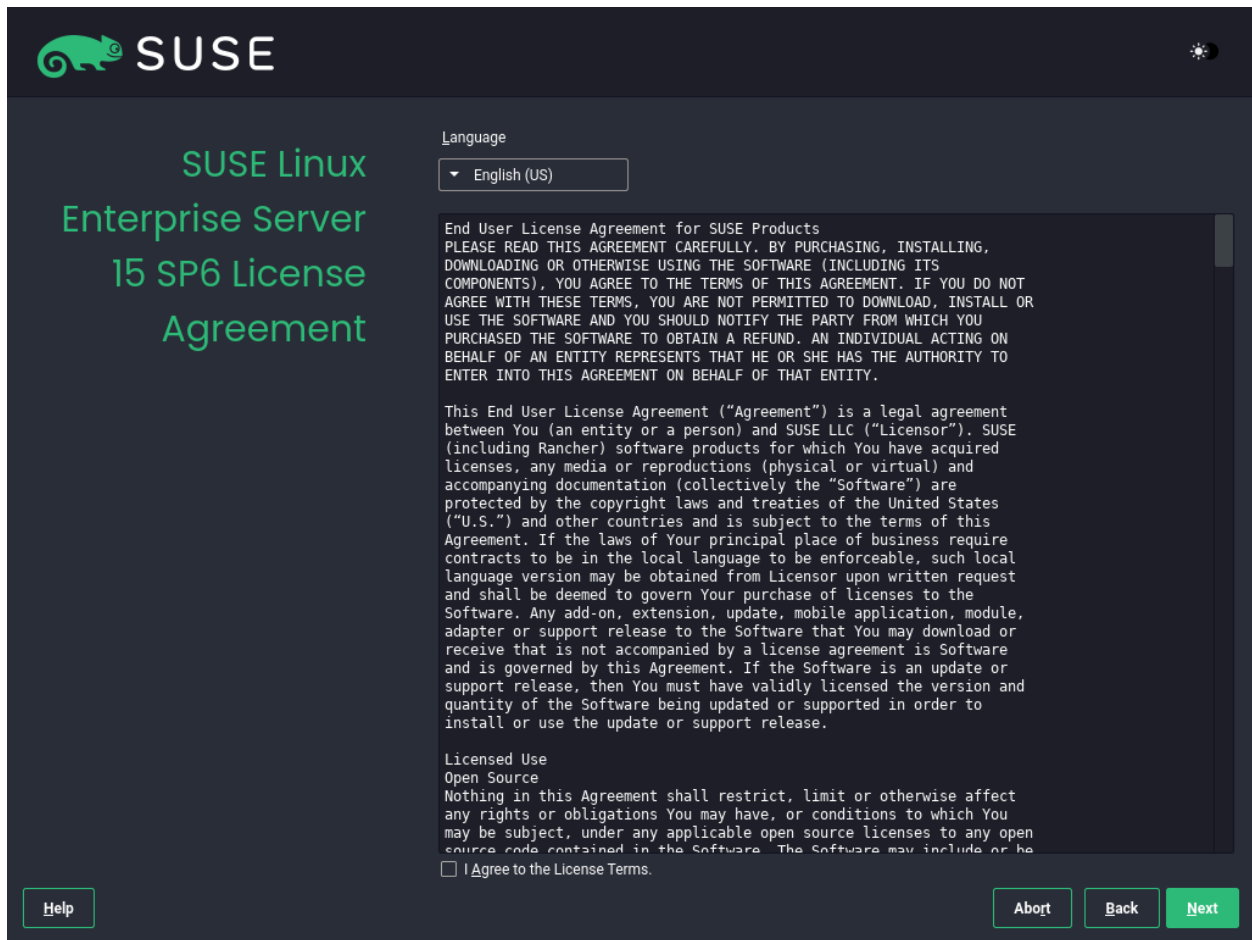 SUSE
SUSE Linux
Enterprise Server
15 SP6 License
Agreement
Language
English (US)
End User License Agreement for SUSE Products
PLEASE READ THIS AGREEMENT CAREFULLY. BY PURCHASING, INSTALLING,
DOWNLOADING OR OTHERWISE USING THE SOFTWARE (INCLUDING ITS
COMPONENTS), YOU AGREE TO THE TERMS OF THIS AGREEMENT. IF YOU DO NOT
AGREE WITH THESE TERMS, YOU ARE NOT PERMITTED TO DOWNLOAD, INSTALL OR
USE THE SOFTWARE AND YOU SHOULD NOTIFY THE PARTY FROM WHICH YOU
PURCHASED THE SOFTWARE TO OBTAIN A REFUND. AN INDIVIDUAL ACTING ON
BEHALF OF AN ENTITY REPRESENTS THAT HE OR SHE HAS THE AUTHORITY TO
ENTER INTO THIS AGREEMENT ON BEHALF OF THAT ENTITY.
This End User License Agreement (“Agreement”) is a legal agreement
between You (an entity or a person) and SUSE LLC (“Licensor”). SUSE
(including Rancher) software products for which You have acquired
licenses, any media or reproductions (physical or virtual) and
accompanying documentation (collectively the “Software”) are
protected by the copyright laws and treaties of the United States
(“U.S.”) and other countries and is subject to the terms of this
Agreement. If the laws of Your principal place of business require
contracts to be in the local language to be enforceable, such local
language version may be obtained from Licensor upon written request
and shall be deemed to govern Your purchase of licenses to the
Software. Any add-on, extension, update, mobile application, module,
adapter or support release to the Software that You may download or
receive that is not accompanied by a license agreement is Software
and is governed by this Agreement. If the Software is an update or
support release, then You must have validly licensed the version and
quantity of the Software being updated or supported in order to
install or use the update or support release.
Licensed Use
Open Source
Nothing in this Agreement shall restrict, limit or otherwise affect
any rights or obligations You may have, or conditions to which You
may be subject, under any applicable open source licenses to any open
source code contained in the Software. The Software may include or be
I Agree to the License Terms.
Help
Abort
Back
Next